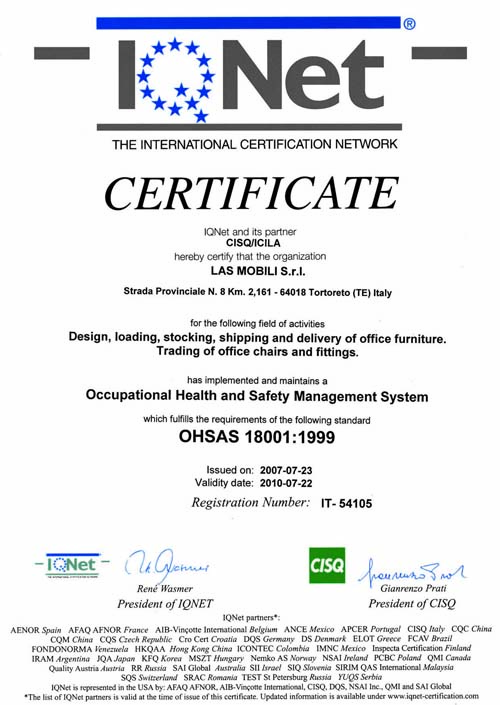 IQNet ®
THE INTERNATIONAL CERTIFICATION NETWORK
CERTIFICATE
IQNet and its partner
CISQ/ICILA
hereby certify that the organization
LAS MOBILI S.r.l.
Strada Provinciale N. 8 Km. 2,161 - 64018 Tortoreto (TE) Italy
for the following field of activities
Design, loading, stocking, shipping and delivery of office furniture.
Trading of office chairs and fittings.
has implemented and maintains a
Occupational Health and Safety Management System
which fulfills the requirements of the following standard
OHSAS 18001:1999
Issued on: 2007-07-23
Validity date: 2010-07-22
Registration Number: IT- 54105
IQNet
THE INTERNATIONAL CERTIFICATION NETWORK
CISQ
René Wasmer
President of IQNET
Gianrenzo Prati
President of CISQ
IQNet partners*:
AENOR Spain AFAQ AFNOR France AIB-Vinçotte International Belgium ANCE Mexico APCER Portugal CISQ Italy CQC China
CQM China CQS Czech Republic Cro Cert Croatia DQS Germany DS Denmark ELOT Greece FCAV Brazil
FONDONORMA Venezuela HKQAA Hong Kong China ICONTEC Colombia IMNC Mexico Inspecta Certification Finland
IRAM Argentina JQA Japan KFQ Korea MSZT Hungary Nemko AS Norway NSAI Ireland PCBC Poland QMI Canada
Quality Austria Austria RR Russia SAI Global Australia SII Israel SIQ Slovenia SIRIM QAS International Malaysia
SQS Switzerland SRAC Romania TEST St Petersburg Russia YUQS Serbia
IQNet is represented in the USA by: AFAQ AFNOR, AIB-Vinçotte International, CISQ, DQS, NSAI Inc., QMI and SAI Global
*The list of IQNet partners is valid at the time of issue of this certificate. Updated information is available under www.iqnet-certification.com